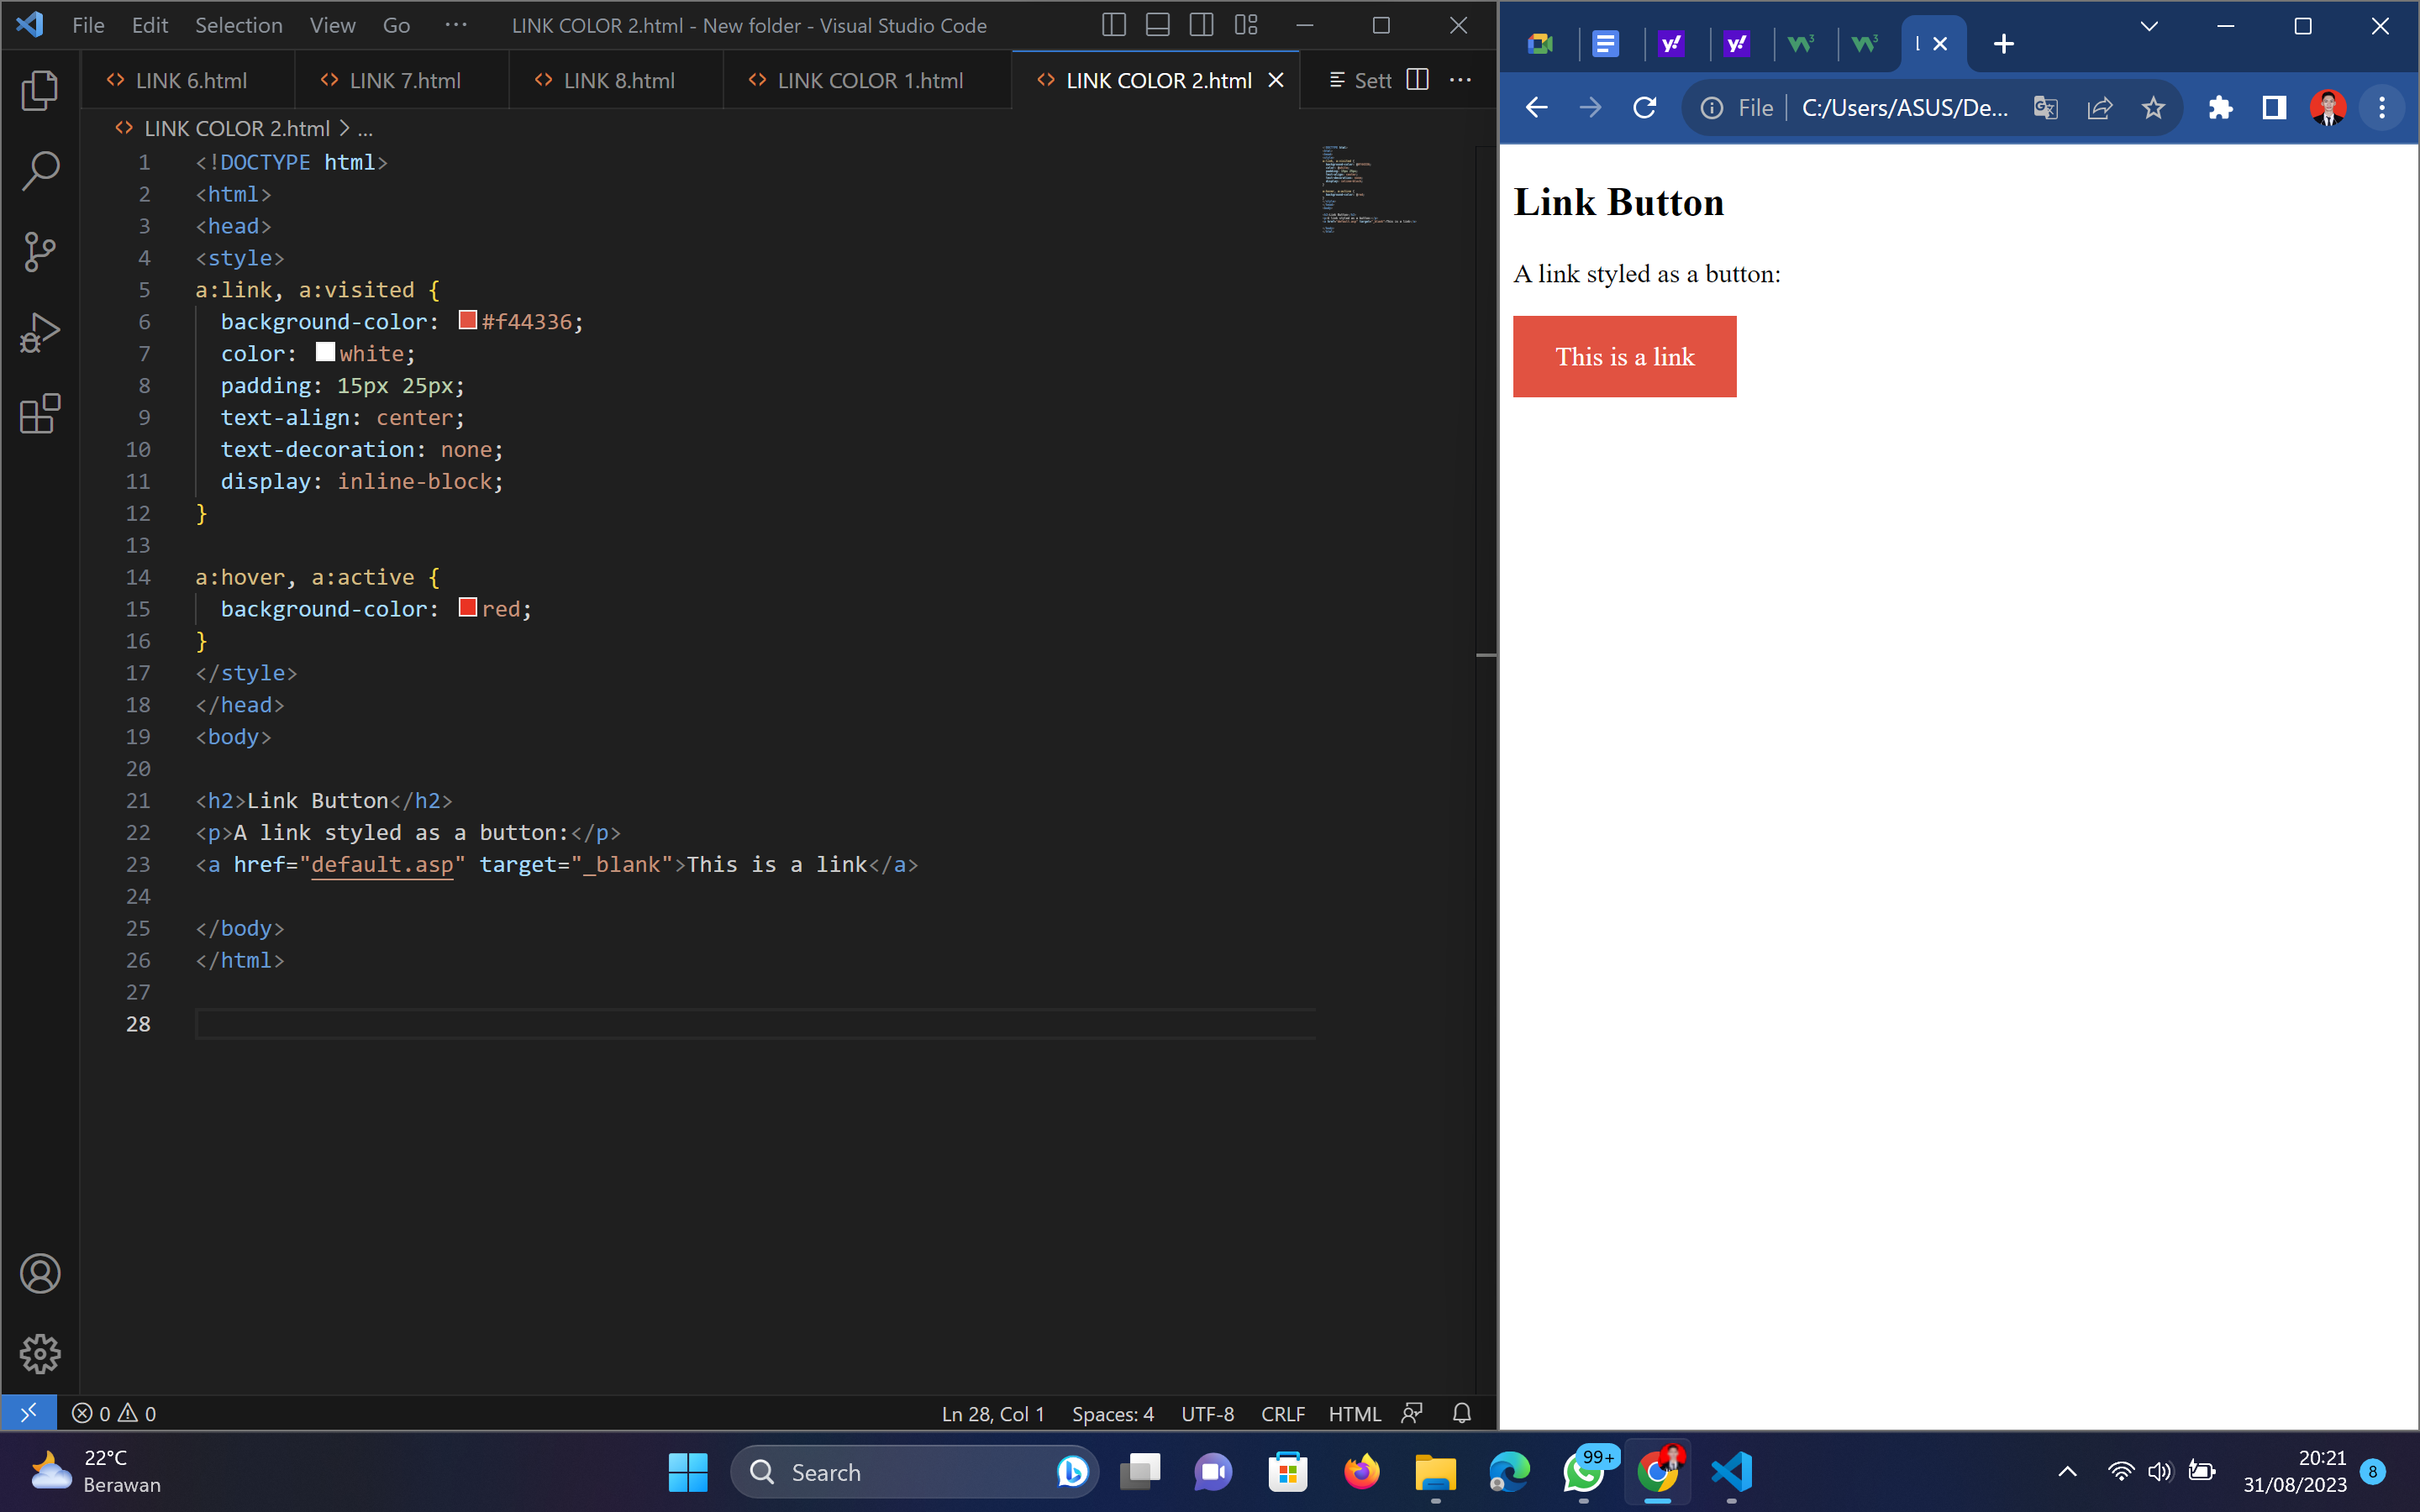 File Edit Selection View Go ··· LINK COLOR 2.html - New folder - Visual Studio Code
LINK 6.html LINK 7.html LINK 8.html LINK COLOR 1.html LINK COLOR 2.html Sett ···
LINK COLOR 2.html > ...
1 <!DOCTYPE html>
2 <html>
3 <head>
4 <style>
5 a:link, a:visited {
6 background-color: #f44336;
7 color: white;
8 padding: 15px 25px;
9 text-align: center;
10 text-decoration: none;
11 display: inline-block;
12 }
13
14 a:hover, a:active {
15 background-color: red;
16 }
17 </style>
18 </head>
19 <body>
20
21 <h2>Link Button</h2>
22 <p>A link styled as a button:</p>
23 <a href="default.asp" target="_blank">This is a link</a>
24
25 </body>
26 </html>
27
28
0 0 Ln 28, Col 1 Spaces: 4 UTF-8 CRLF HTML
File C:/Users/ASUS/De...
Link Button
A link styled as a button:
This is a link
22°C
Berawan
Search
99+
20:21
31/08/2023
8